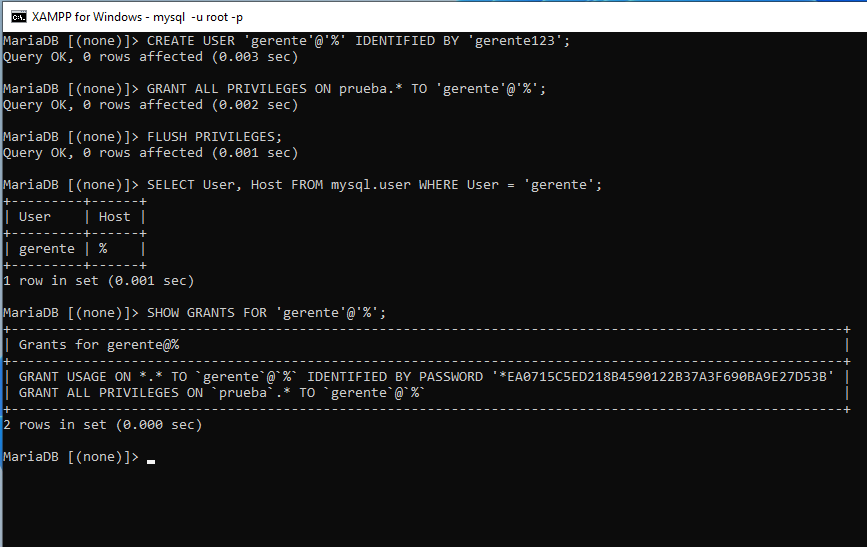 XAMPP for Windows - mysql  -u root -p
MariaDB [(none)]> CREATE USER 'gerente'@'%' IDENTIFIED BY 'gerente123';
Query OK, 0 rows affected (0.003 sec)
MariaDB [(none)]> GRANT ALL PRIVILEGES ON prueba.* TO 'gerente'@'%';
Query OK, 0 rows affected (0.002 sec)
MariaDB [(none)]> FLUSH PRIVILEGES;
Query OK, 0 rows affected (0.001 sec)
MariaDB [(none)]> SELECT User, Host FROM mysql.user WHERE User = 'gerente';
+---------+------+
| User    | Host |
+---------+------+
| gerente | %    |
+---------+------+
1 row in set (0.001 sec)
MariaDB [(none)]> SHOW GRANTS FOR 'gerente'@'%';
+--------------------------------------------------------------------------------------------------------+
| Grants for gerente@%                                                                                   |
+--------------------------------------------------------------------------------------------------------+
| GRANT USAGE ON *.* TO `gerente`@`%` IDENTIFIED BY PASSWORD '*EA0715C5ED218B4590122B37A3F690BA9E27D53B' |
| GRANT ALL PRIVILEGES ON `prueba`.* TO `gerente`@`%`                                                    |
+--------------------------------------------------------------------------------------------------------+
2 rows in set (0.000 sec)
MariaDB [(none)]> _